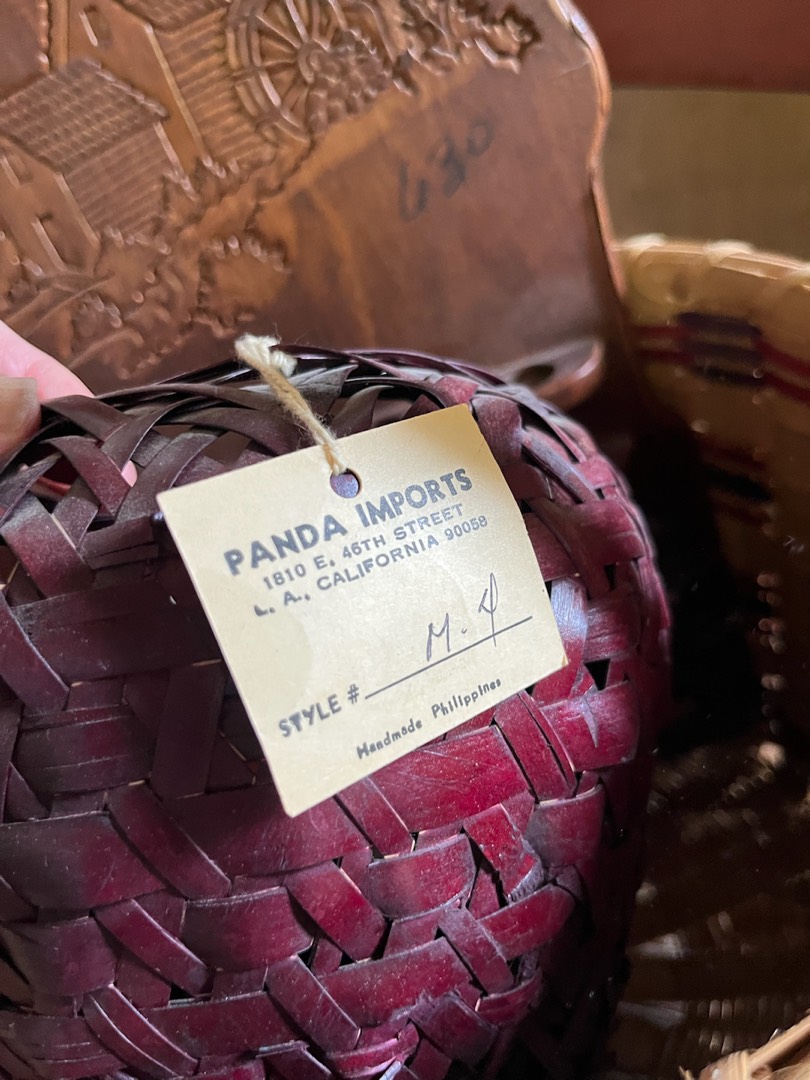 630
PANDA IMPORTS
1810 E. 46TH STREET
L. A., CALIFORNIA 90058
M. 4
STYLE #
Handmade Philippines